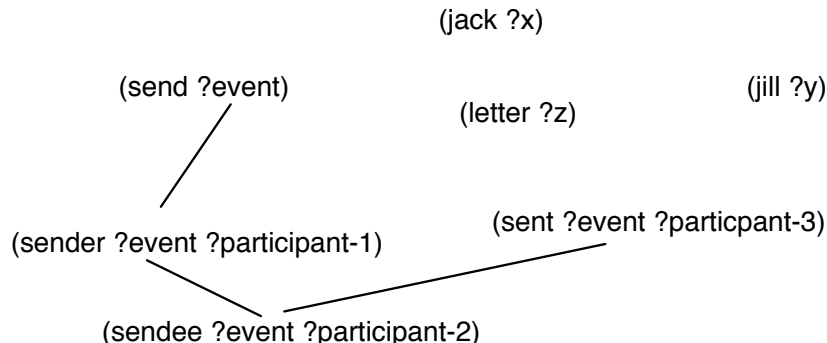 (jack ?x)
(send ?event)
(jill ?y)
(letter ?z)
(sent ?event ?particpant-3)
(sender ?event ?participant-1)
(sendee ?event ?participant-2)